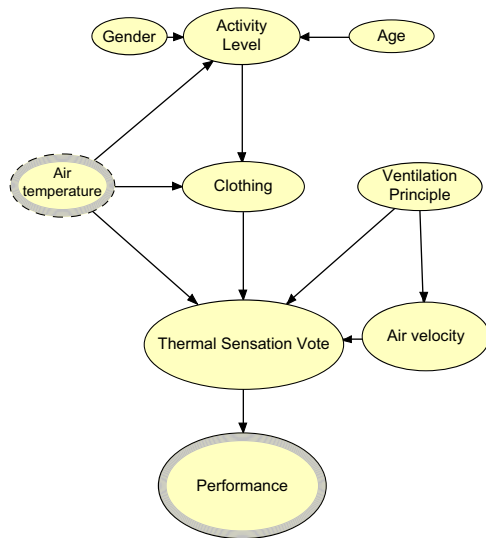 Gender
Activity
Level
Age
Air
temperature
Clothing
Ventilation
Principle
Thermal Sensation Vote
Air velocity
Performance